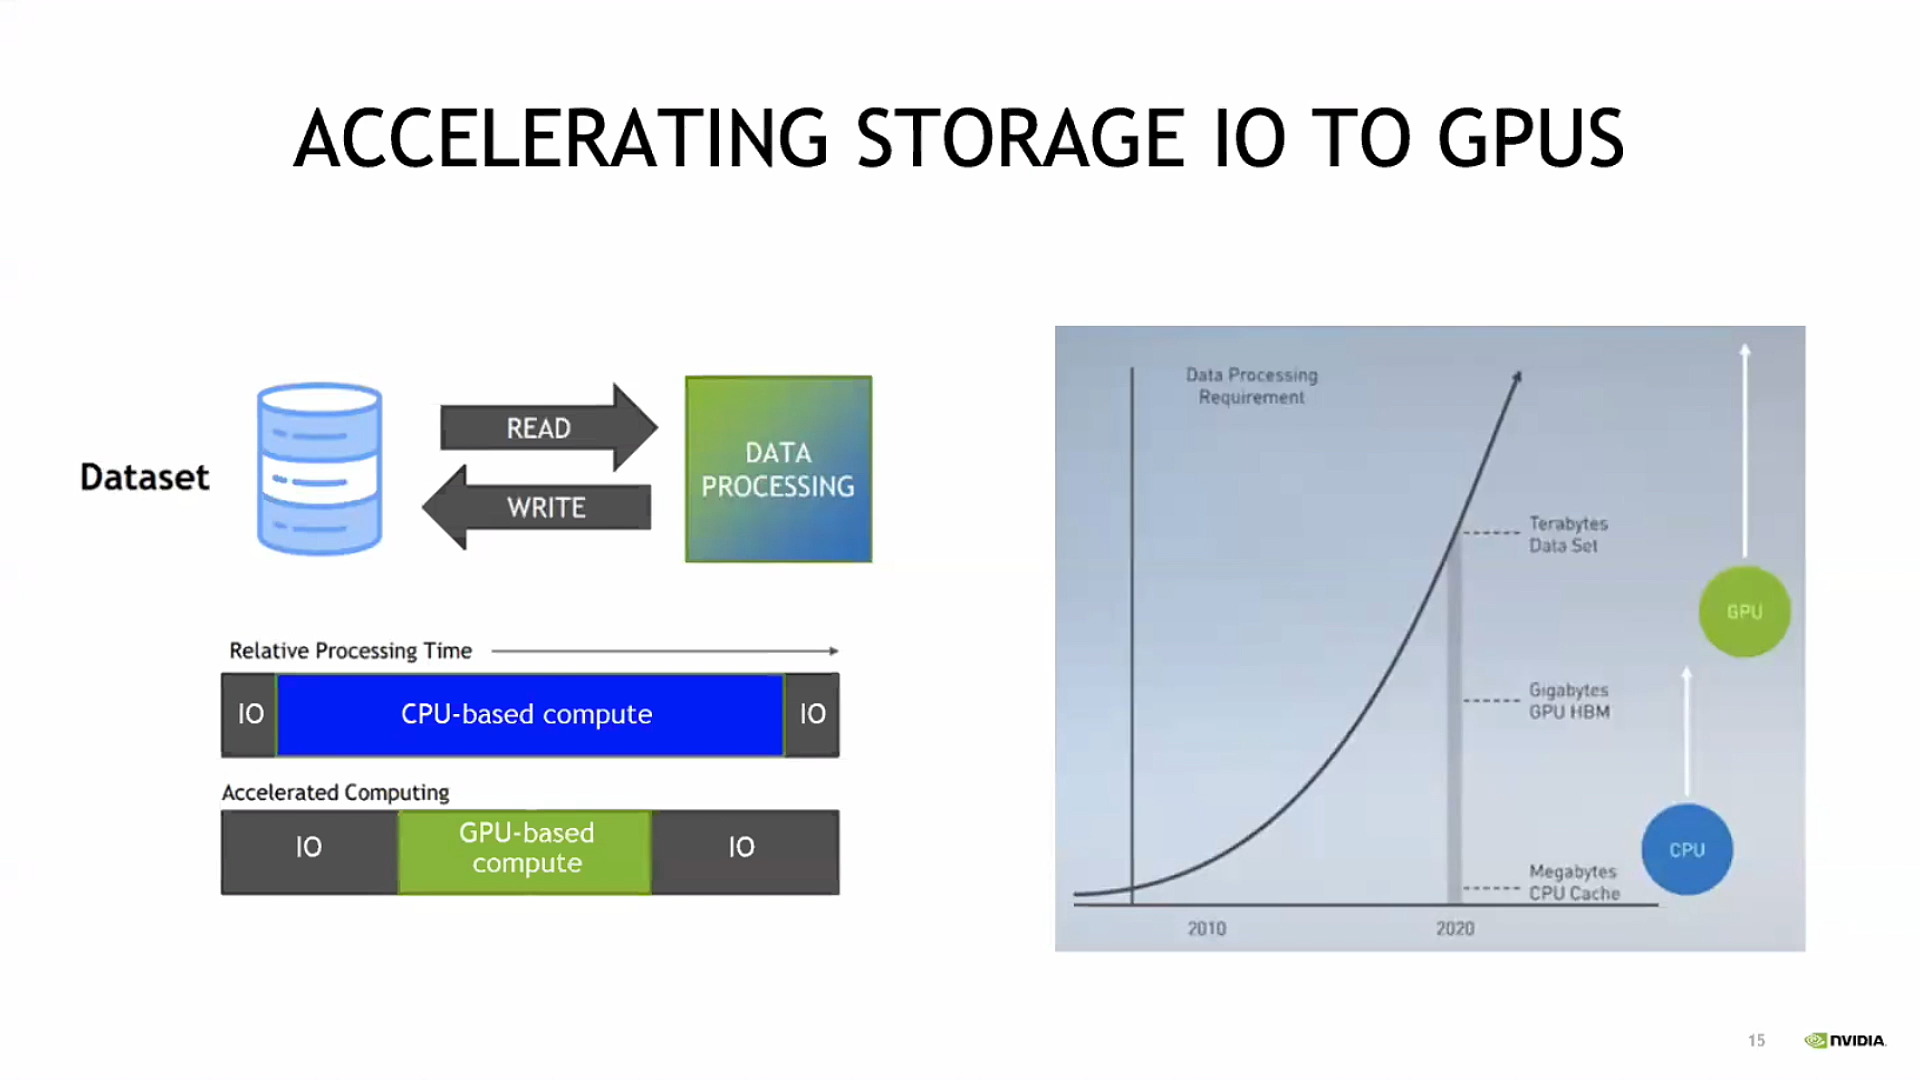 ACCELERATING STORAGE IO TO GPUS
Dataset
READ
WRITE
DATA
PROCESSING
Relative Processing Time
IO
CPU-based compute
IO
Accelerated Computing
IO
GPU-based
compute
IO
Data Processing
Requirement
Terabytes
Data Set
GPU
Gigabytes
GPU HBM
CPU
Megabytes
CPU Cache
2010
2020
15
NVIDIA.